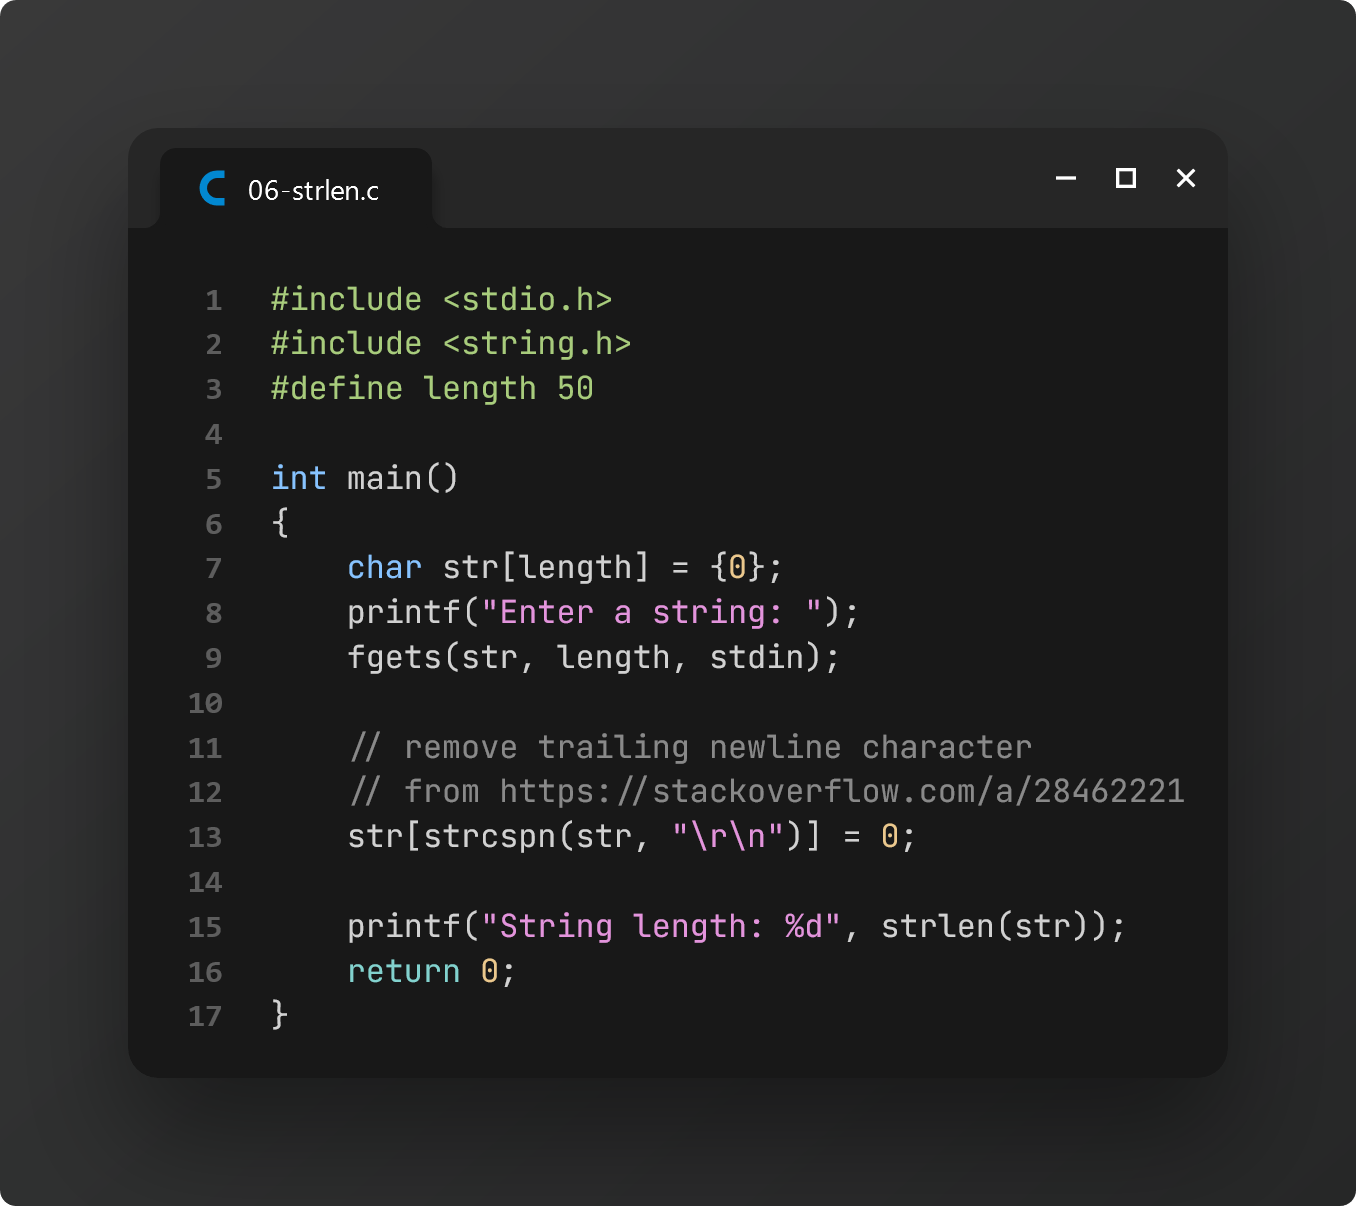 06-strlen.c
1 #include <stdio.h>
2 #include <string.h>
3 #define length 50
4
5 int main()
6 {
7     char str[length] = {0};
8     printf("Enter a string: ");
9     fgets(str, length, stdin);
10
11     // remove trailing newline character
12     // from https://stackoverflow.com/a/28462221
13     str[strcspn(str, "\r\n")] = 0;
14
15     printf("String length: %d", strlen(str));
16     return 0;
17 }